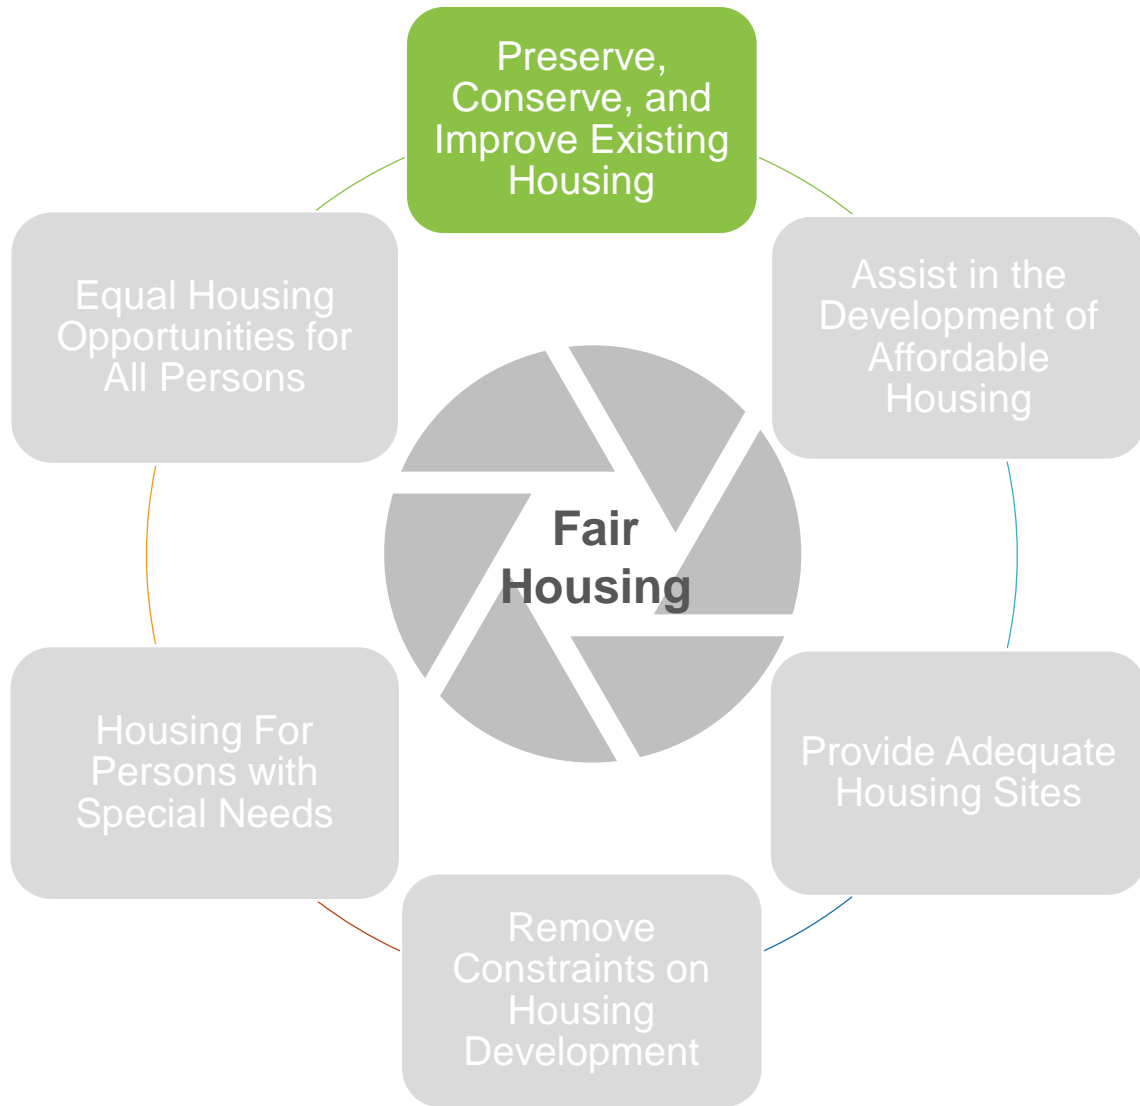 Preserve,
Conserve, and
Improve Existing
Housing
Assist in the
Development of
Affordable
Housing
Provide Adequate
Housing Sites
Remove
Constraints on
Housing
Development
Housing For
Persons with
Special Needs
Equal Housing
Opportunities for
All Persons
Fair
Housing